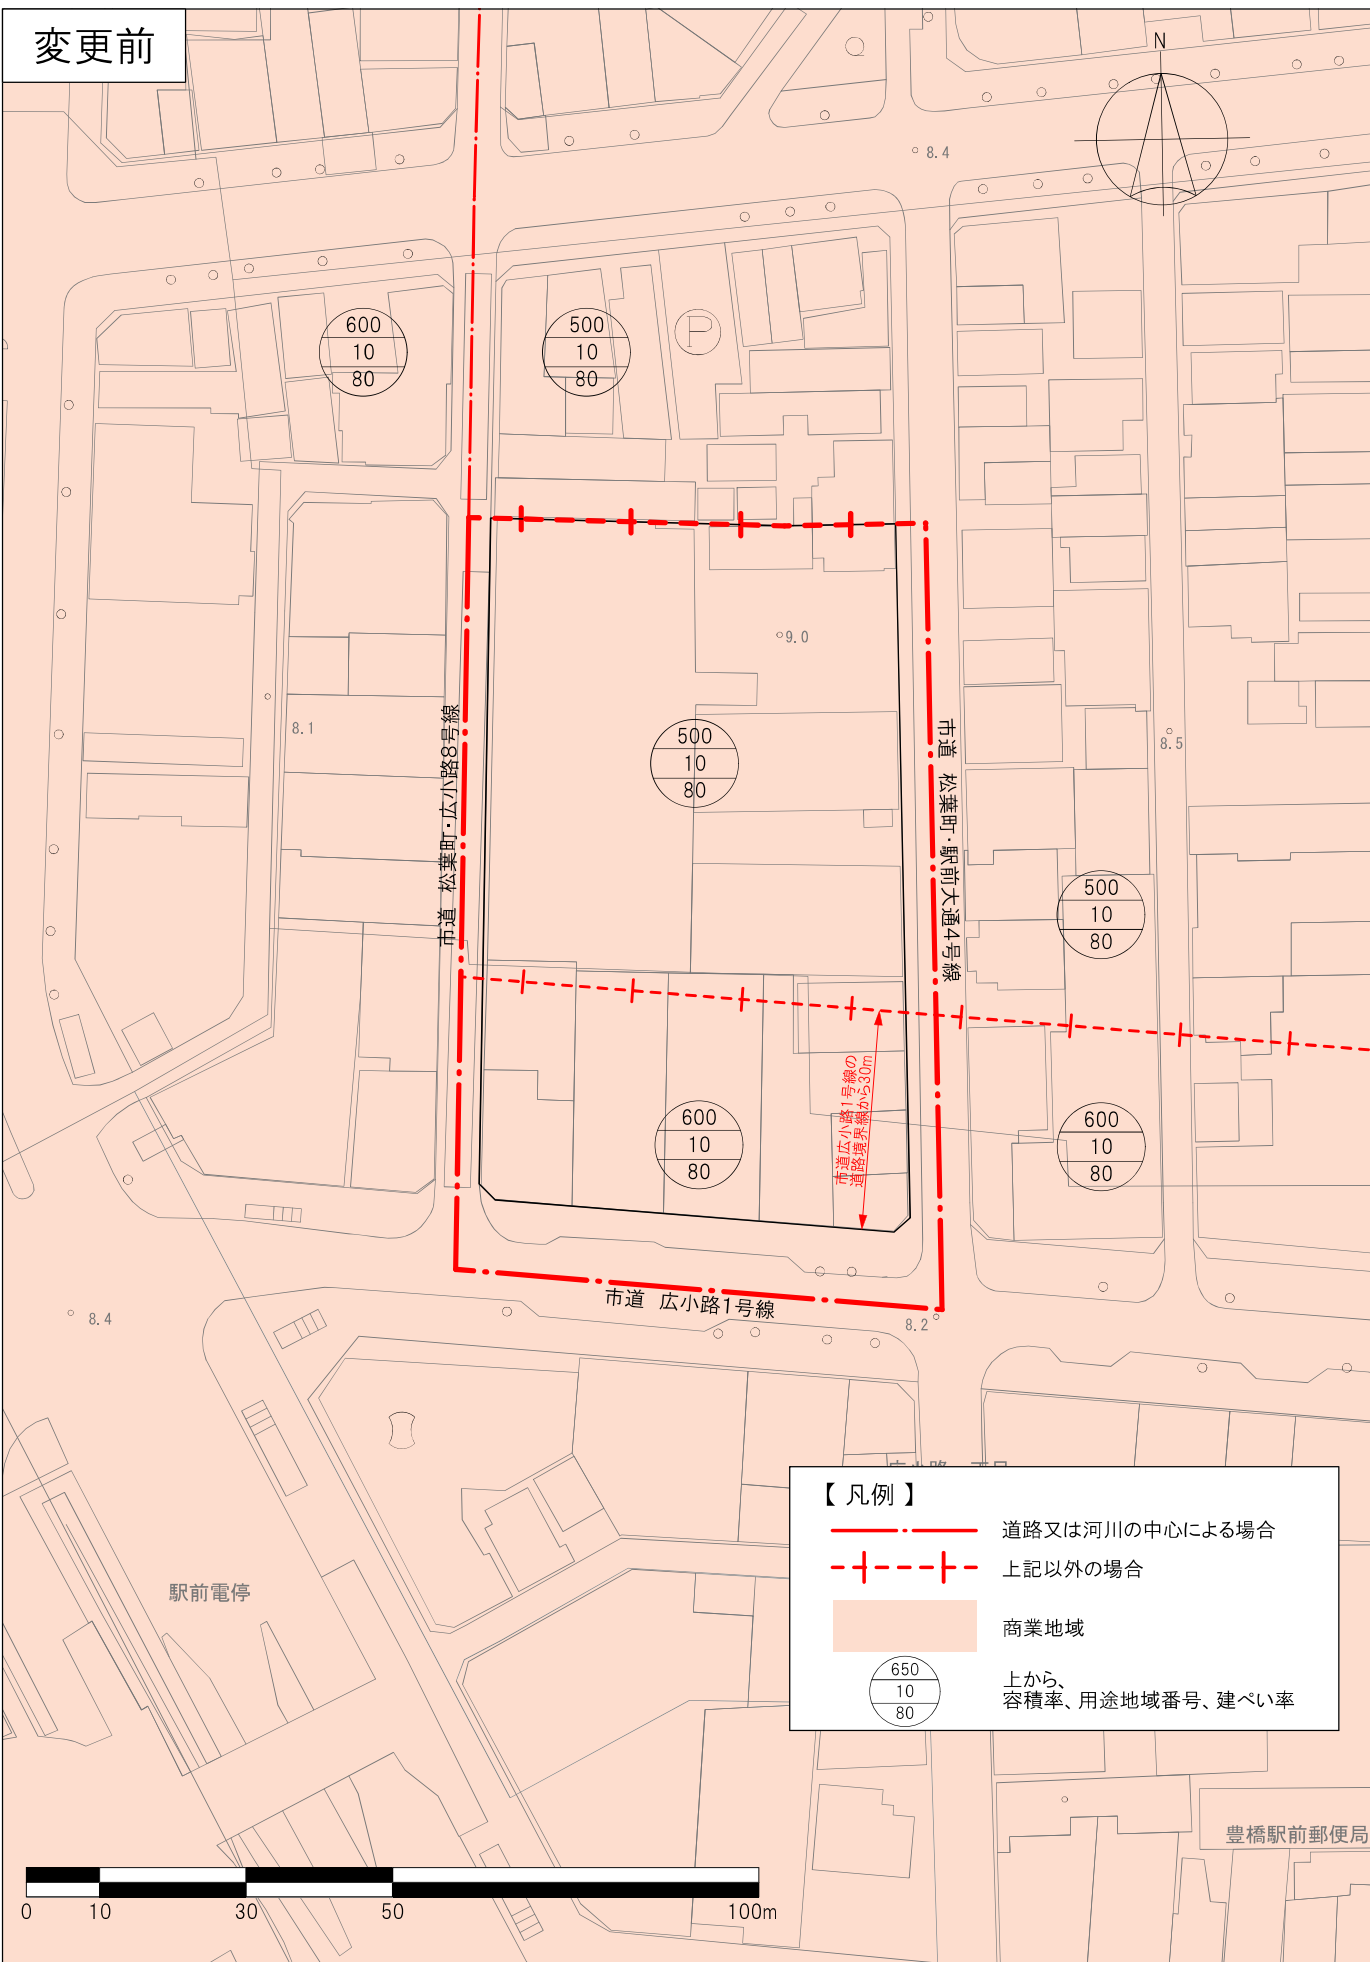 変更前
N
8.4
600
10
80
500
10
80
P
9.0
8.1
市道 松葉町・広小路8号線
500
10
80
市道 松葉町・駅前大通4号線
8.5
500
10
80
市道広小路1号線の
道路境界線から30m
600
10
80
600
10
80
市道 広小路1号線
8.4
8.2
【 凡例 】
道路又は河川の中心による場合
上記以外の場合
商業地域
650
10
80
上から、
容積率、用途地域番号、建ぺい率
駅前電停
豊橋駅前郵便局
0 10 30 50 100m